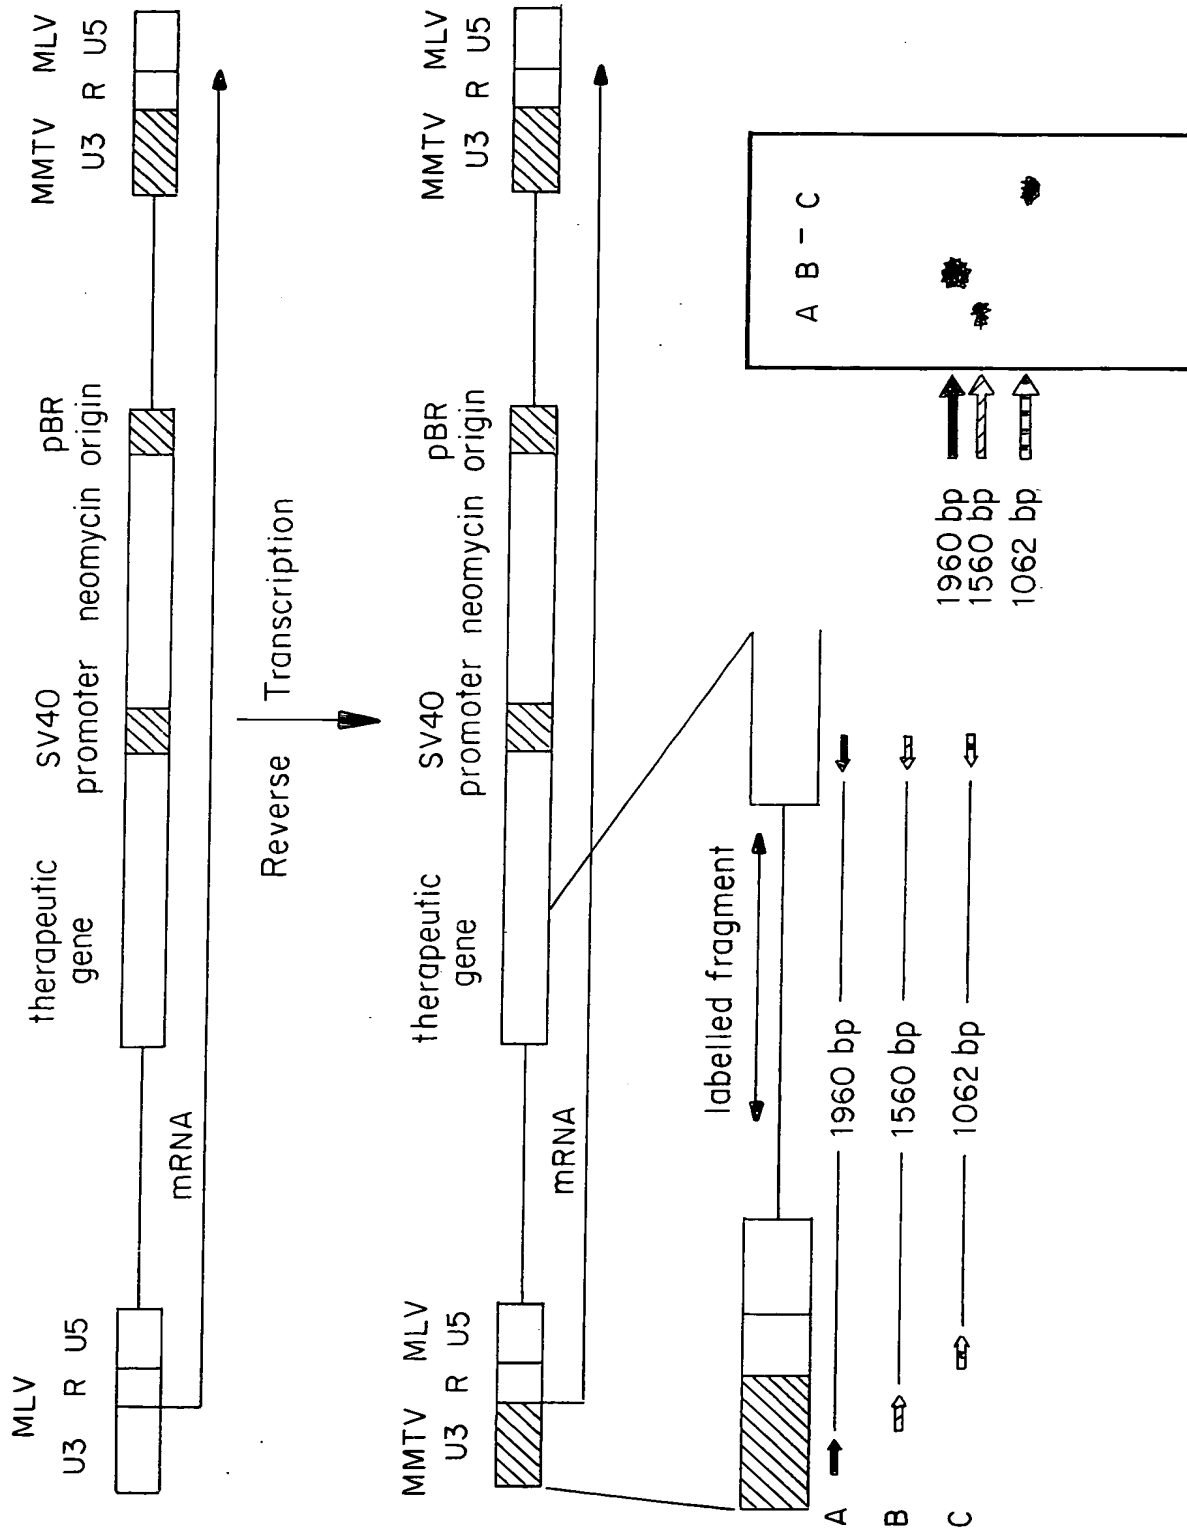 MLV
U3 R U5
therapeutic
gene
SV40
promoter
neomycin
pBR
origin
MMTV MLV
U3 R U5
mRNA
Reverse Transcription
MMTV MLV
U3 R U5
therapeutic
gene
SV40
promoter
neomycin
pBR
origin
MMTV MLV
U3 R U5
mRNA
labelled fragment
A 1960 bp
B 1560 bp
C 1062 bp
A B - C
1960 bp
1560 bp
1062 bp